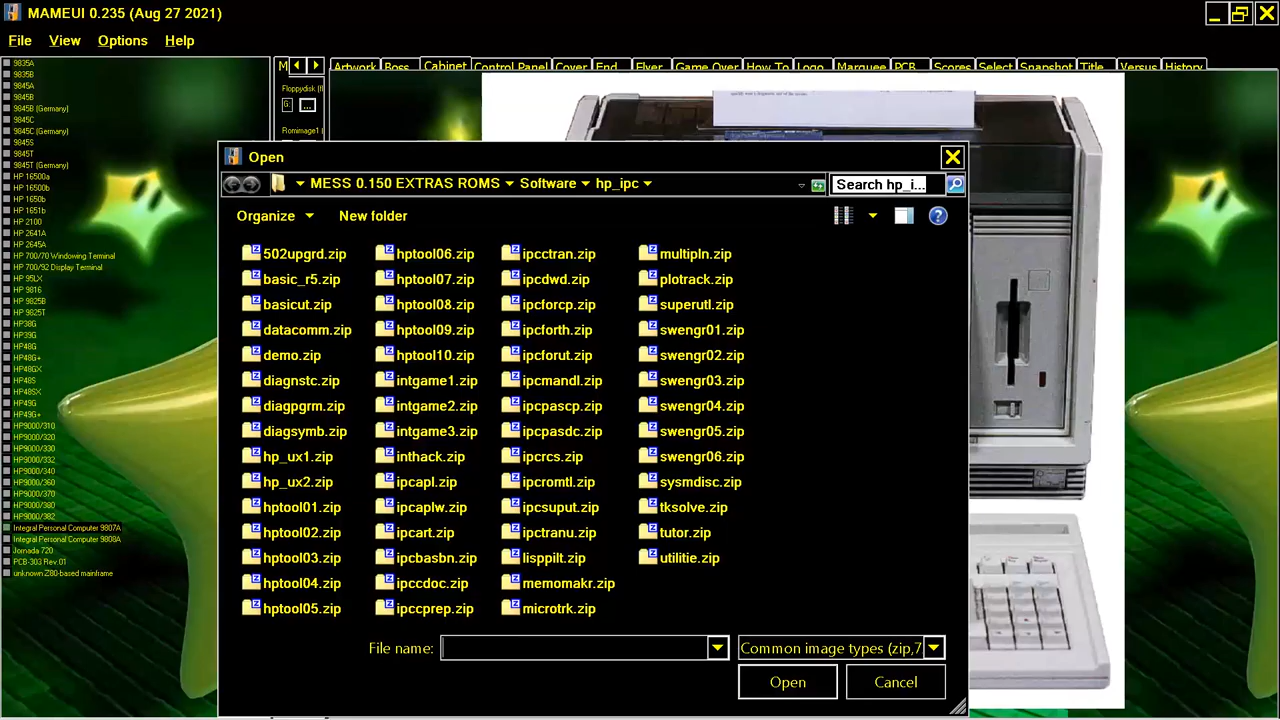 MAMEUI 0.235 (Aug 27 2021)
File View Options Help
9835A
9835B
9845A
9845B
9845B (Germany)
9845C
9845C (Germany)
9845S
9845T
9845T (Germany)
HP 16500a
HP 16500b
HP 1650b
HP 1651b
HP 2100
HP 2641A
HP 2645A
HP 700/70 Windowing Terminal
HP 700/92 Display Terminal
HP 95LX
HP 9816
HP 9825B
HP 9825T
HP38G
HP39G
HP48G
HP48G+
HP48GX
HP48S
HP48SX
HP49G
HP49G+
HP9000/310
HP9000/320
HP9000/330
HP9000/332
HP9000/340
HP9000/360
HP9000/370
HP9000/380
HP9000/382
Integral Personal Computer 9807A
Integral Personal Computer 9808A
Jornada 720
PCB-303 Rev.01
unknown Z80-based mainframe
M
Floppydisk (fl
G:
...
Romimage1 (
Artwork Boss Cabinet Control Panel Cover End Flyer Game Over How To Logo Marquee PCB Scores Select Snapshot Title Versus History
Open
MESS 0.150 EXTRAS ROMS Software hp_ipc
Search hp_i...
Organize New folder
502upgrd.zip
basic_r5.zip
basicut.zip
datacomm.zip
demo.zip
diagnstc.zip
diagpgrm.zip
diagsymb.zip
hp_ux1.zip
hp_ux2.zip
hptool01.zip
hptool02.zip
hptool03.zip
hptool04.zip
hptool05.zip
hptool06.zip
hptool07.zip
hptool08.zip
hptool09.zip
hptool10.zip
intgame1.zip
intgame2.zip
intgame3.zip
inthack.zip
ipcapl.zip
ipcaplw.zip
ipcart.zip
ipcbasbn.zip
ipccdoc.zip
ipccprep.zip
ipcctran.zip
ipcdwd.zip
ipcforcp.zip
ipcforth.zip
ipcforut.zip
ipcmandl.zip
ipcpascp.zip
ipcpasdc.zip
ipcrcs.zip
ipcromtl.zip
ipcsuput.zip
ipctranu.zip
lisppilt.zip
memomakr.zip
microtrk.zip
multipln.zip
plotrack.zip
superutl.zip
swengr01.zip
swengr02.zip
swengr03.zip
swengr04.zip
swengr05.zip
swengr06.zip
sysmdisc.zip
tksolve.zip
tutor.zip
utilitie.zip
File name:
Common image types (zip,7
Open Cancel